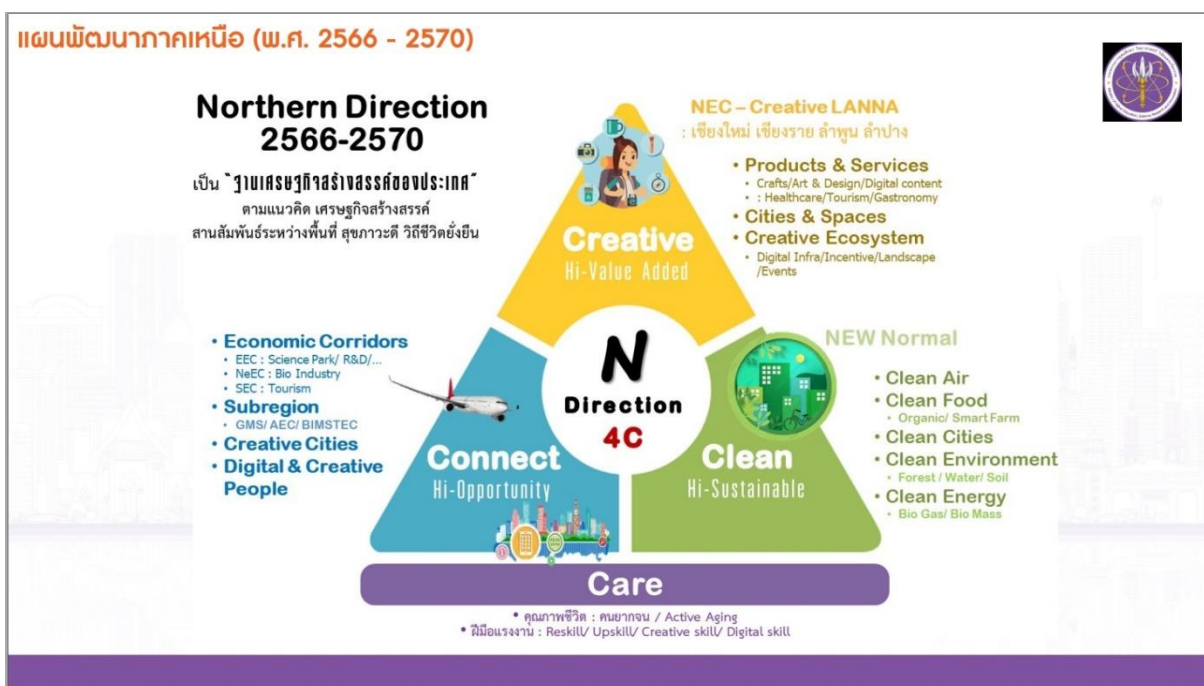 แผนพัฒนาภาคเหนือ (พ.ศ. 2566 - 2570)
Northern Direction
2566-2570
เป็น "ฐานเศรษฐกิจสร้างสรรค์ของประเทศ"
ตามแนวคิด เศรษฐกิจสร้างสรรค์
สานสัมพันธ์ระหว่างพื้นที่ สุขภาวะดี วิถีชีวิตยั่งยืน
NEC – Creative LANNA
: เชียงใหม่ เชียงราย ลำพูน ลำปาง
• Products & Services
• Crafts/Art & Design/Digital content
• : Healthcare/Tourism/Gastronomy
• Cities & Spaces
• Creative Ecosystem
• Digital Infra/Incentive/Landscape
/Events
Creative
Hi-Value Added
• Economic Corridors
• EEC : Science Park/ R&D/...
• NeEC : Bio Industry
• SEC : Tourism
• Subregion
• GMS/ AEC/ BIMSTEC
• Creative Cities
• Digital & Creative
People
Connect
Hi-Opportunity
N
Direction
4C
Clean
Hi-Sustainable
NEW Normal
• Clean Air
• Clean Food
• Organic/ Smart Farm
• Clean Cities
• Clean Environment
• Forest / Water/ Soil
• Clean Energy
• Bio Gas/ Bio Mass
Care
• คุณภาพชีวิต : คนยากจน / Active Aging
• ฝีมือแรงงาน : Reskill/ Upskill/ Creative skill/ Digital skill